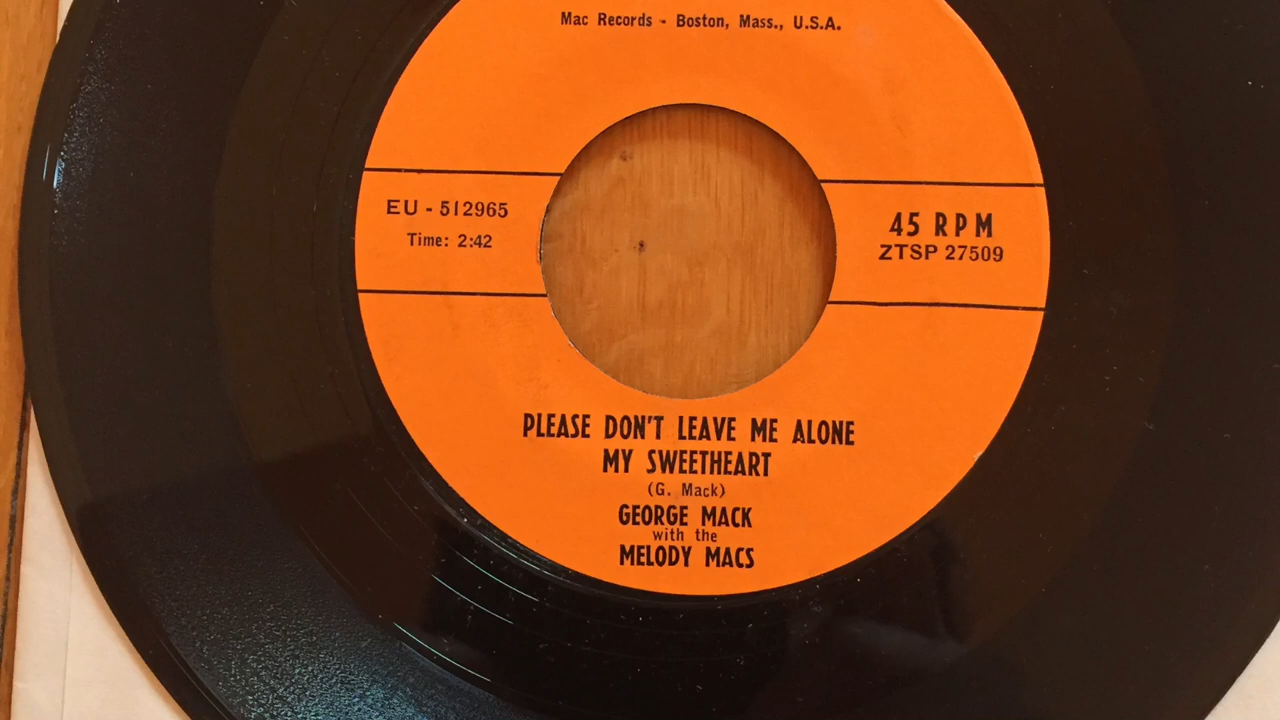 Mac Records - Boston, Mass., U.S.A.
EU - 512965
Time: 2:42
45 RPM
ZTSP 27509
PLEASE DON'T LEAVE ME ALONE
MY SWEETHEART
(G. Mack)
GEORGE MACK
with the
MELODY MACS